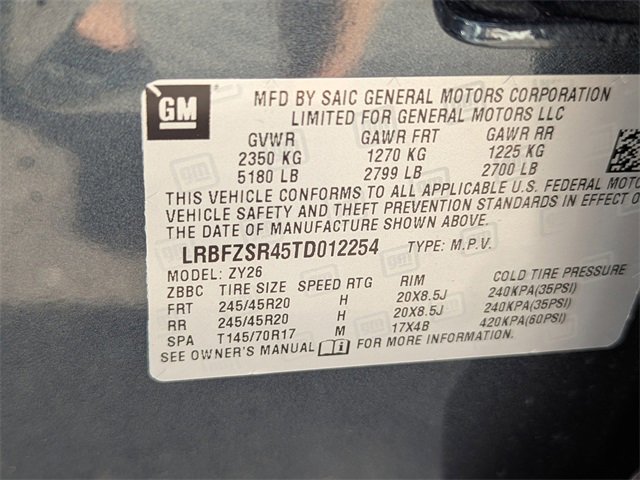 GM
MFD BY SAIC GENERAL MOTORS CORPORATION
LIMITED FOR GENERAL MOTORS LLC
GVWR GAWR FRT GAWR RR
2350 KG 1270 KG 1225 KG
5180 LB 2799 LB 2700 LB
THIS VEHICLE CONFORMS TO ALL APPLICABLE U.S. FEDERAL MOTO
VEHICLE SAFETY AND THEFT PREVENTION STANDARDS IN EFFECT O
THE DATE OF MANUFACTURE SHOWN ABOVE.
LRBFZSR45TD012254 TYPE: M.P.V.
MODEL: ZY26
ZBBC TIRE SIZE SPEED RTG RIM COLD TIRE PRESSURE
FRT 245/45R20 H 20X8.5J 240KPA(35PSI)
RR 245/45R20 H 20X8.5J 240KPA(35PSI)
SPA T145/70R17 M 17X4B 420KPA(60PSI)
SEE OWNER'S MANUAL FOR MORE INFORMATION.